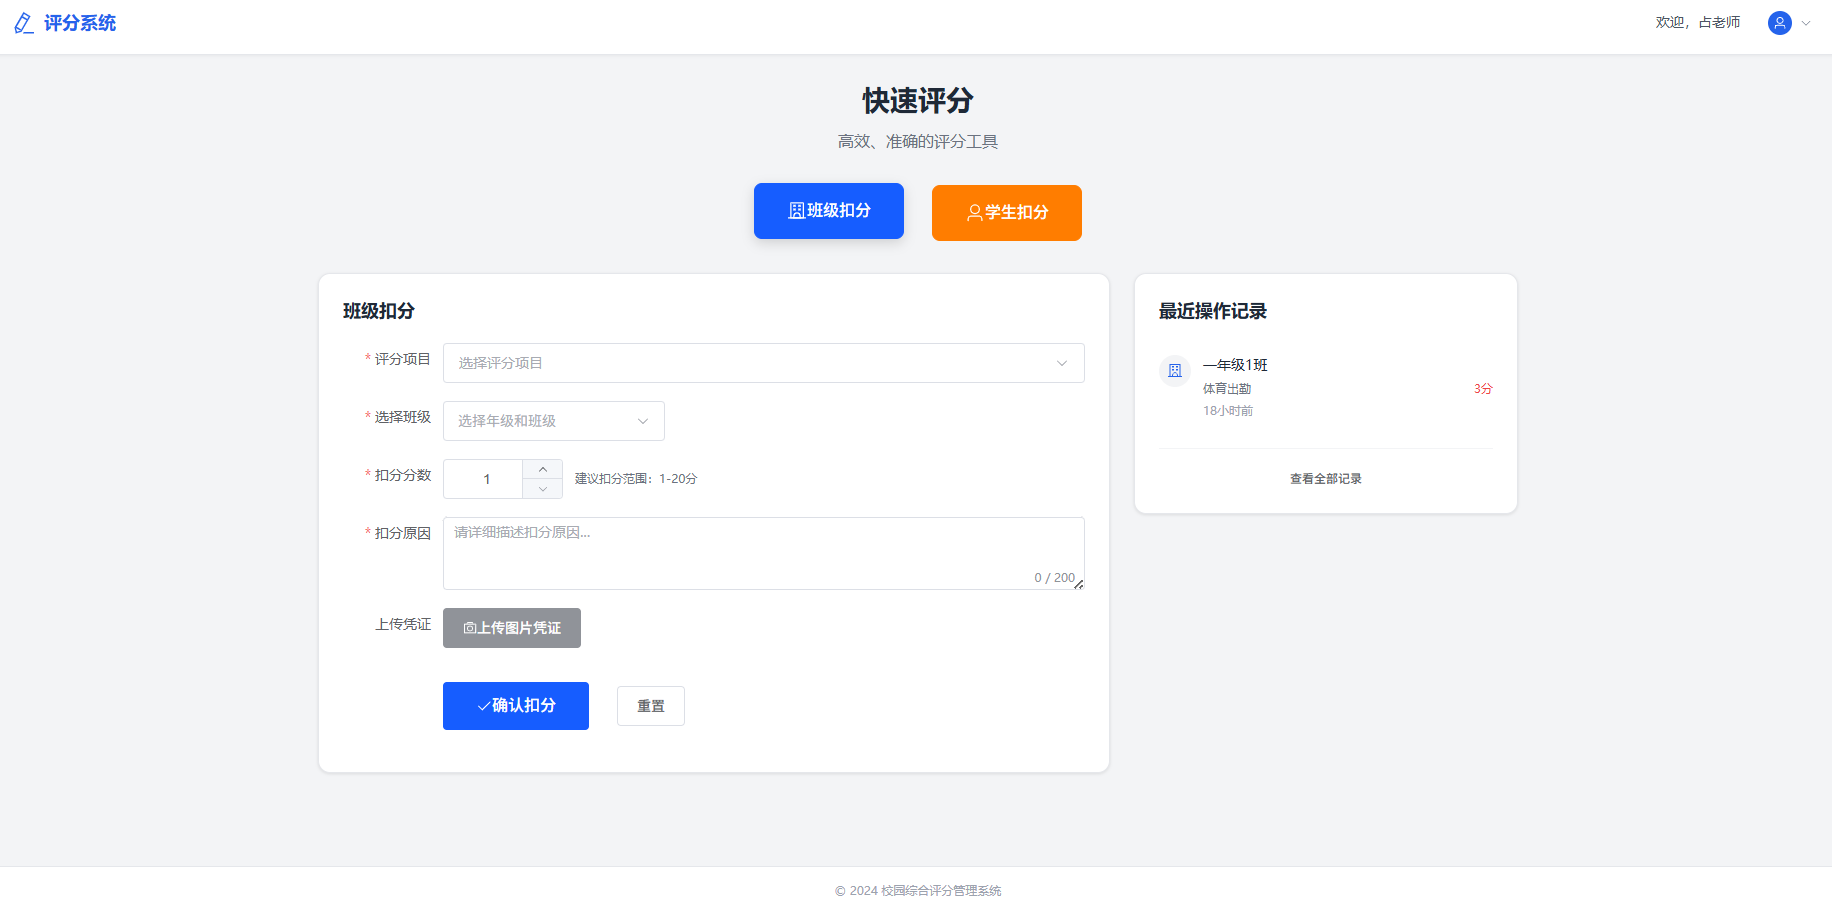 评分系统
欢迎，占老师
快速评分
高效、准确的评分工具
班级扣分
学生扣分
班级扣分
* 评分项目
选择评分项目
* 选择班级
选择年级和班级
* 扣分分数
1
建议扣分范围：1-20分
* 扣分原因
请详细描述扣分原因...
0 / 200
上传凭证
上传图片凭证
确认扣分
重置
最近操作记录
一年级1班
体育出勤
3分
18小时前
查看全部记录
© 2024 校园综合评分管理系统